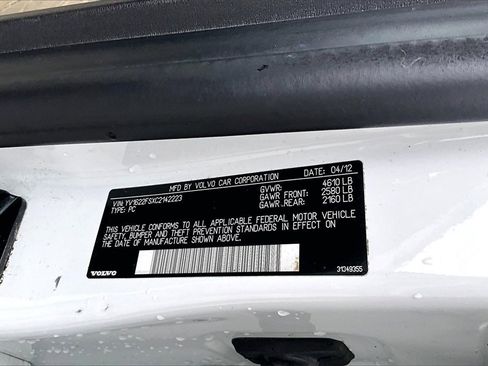 MFD BY VOLVO CAR CORPORATION DATE: 04/12
GVWR: 4610 LB
VIN: YV1622FSXC2142223 GAWR FRONT: 2580 LB
TYPE: PC GAWR.REAR: 2160 LB
THIS VEHICLE CONFORMS TO ALL APPLICABLE FEDERAL MOTOR VEHICLE
SAFETY, BUMPER AND THEFT PREVENTION STANDARDS IN EFFECT ON
THE DATE OF MANUFACTURE SHOWN ABOVE.
VOLVO 31349355